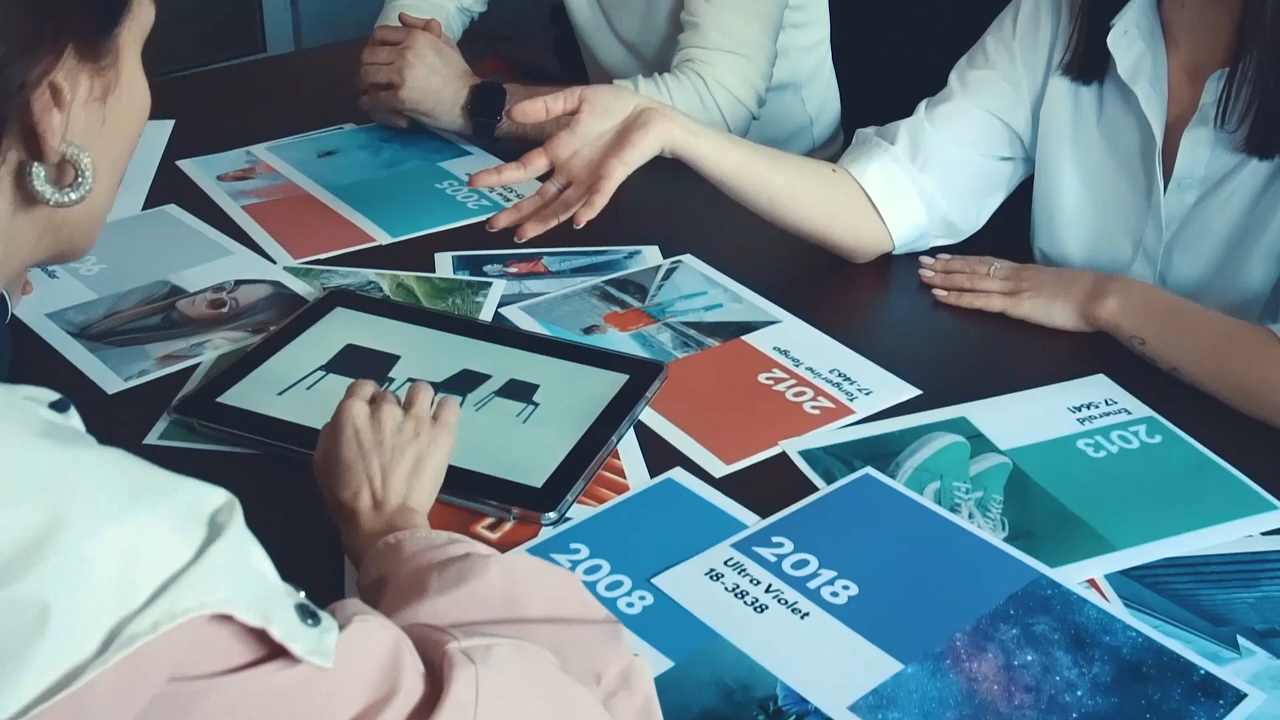 2005
2012
Tangerine Tango
17-1463
2013
Emerald
17-5641
2008
2018
Ultra Violet
18-3838